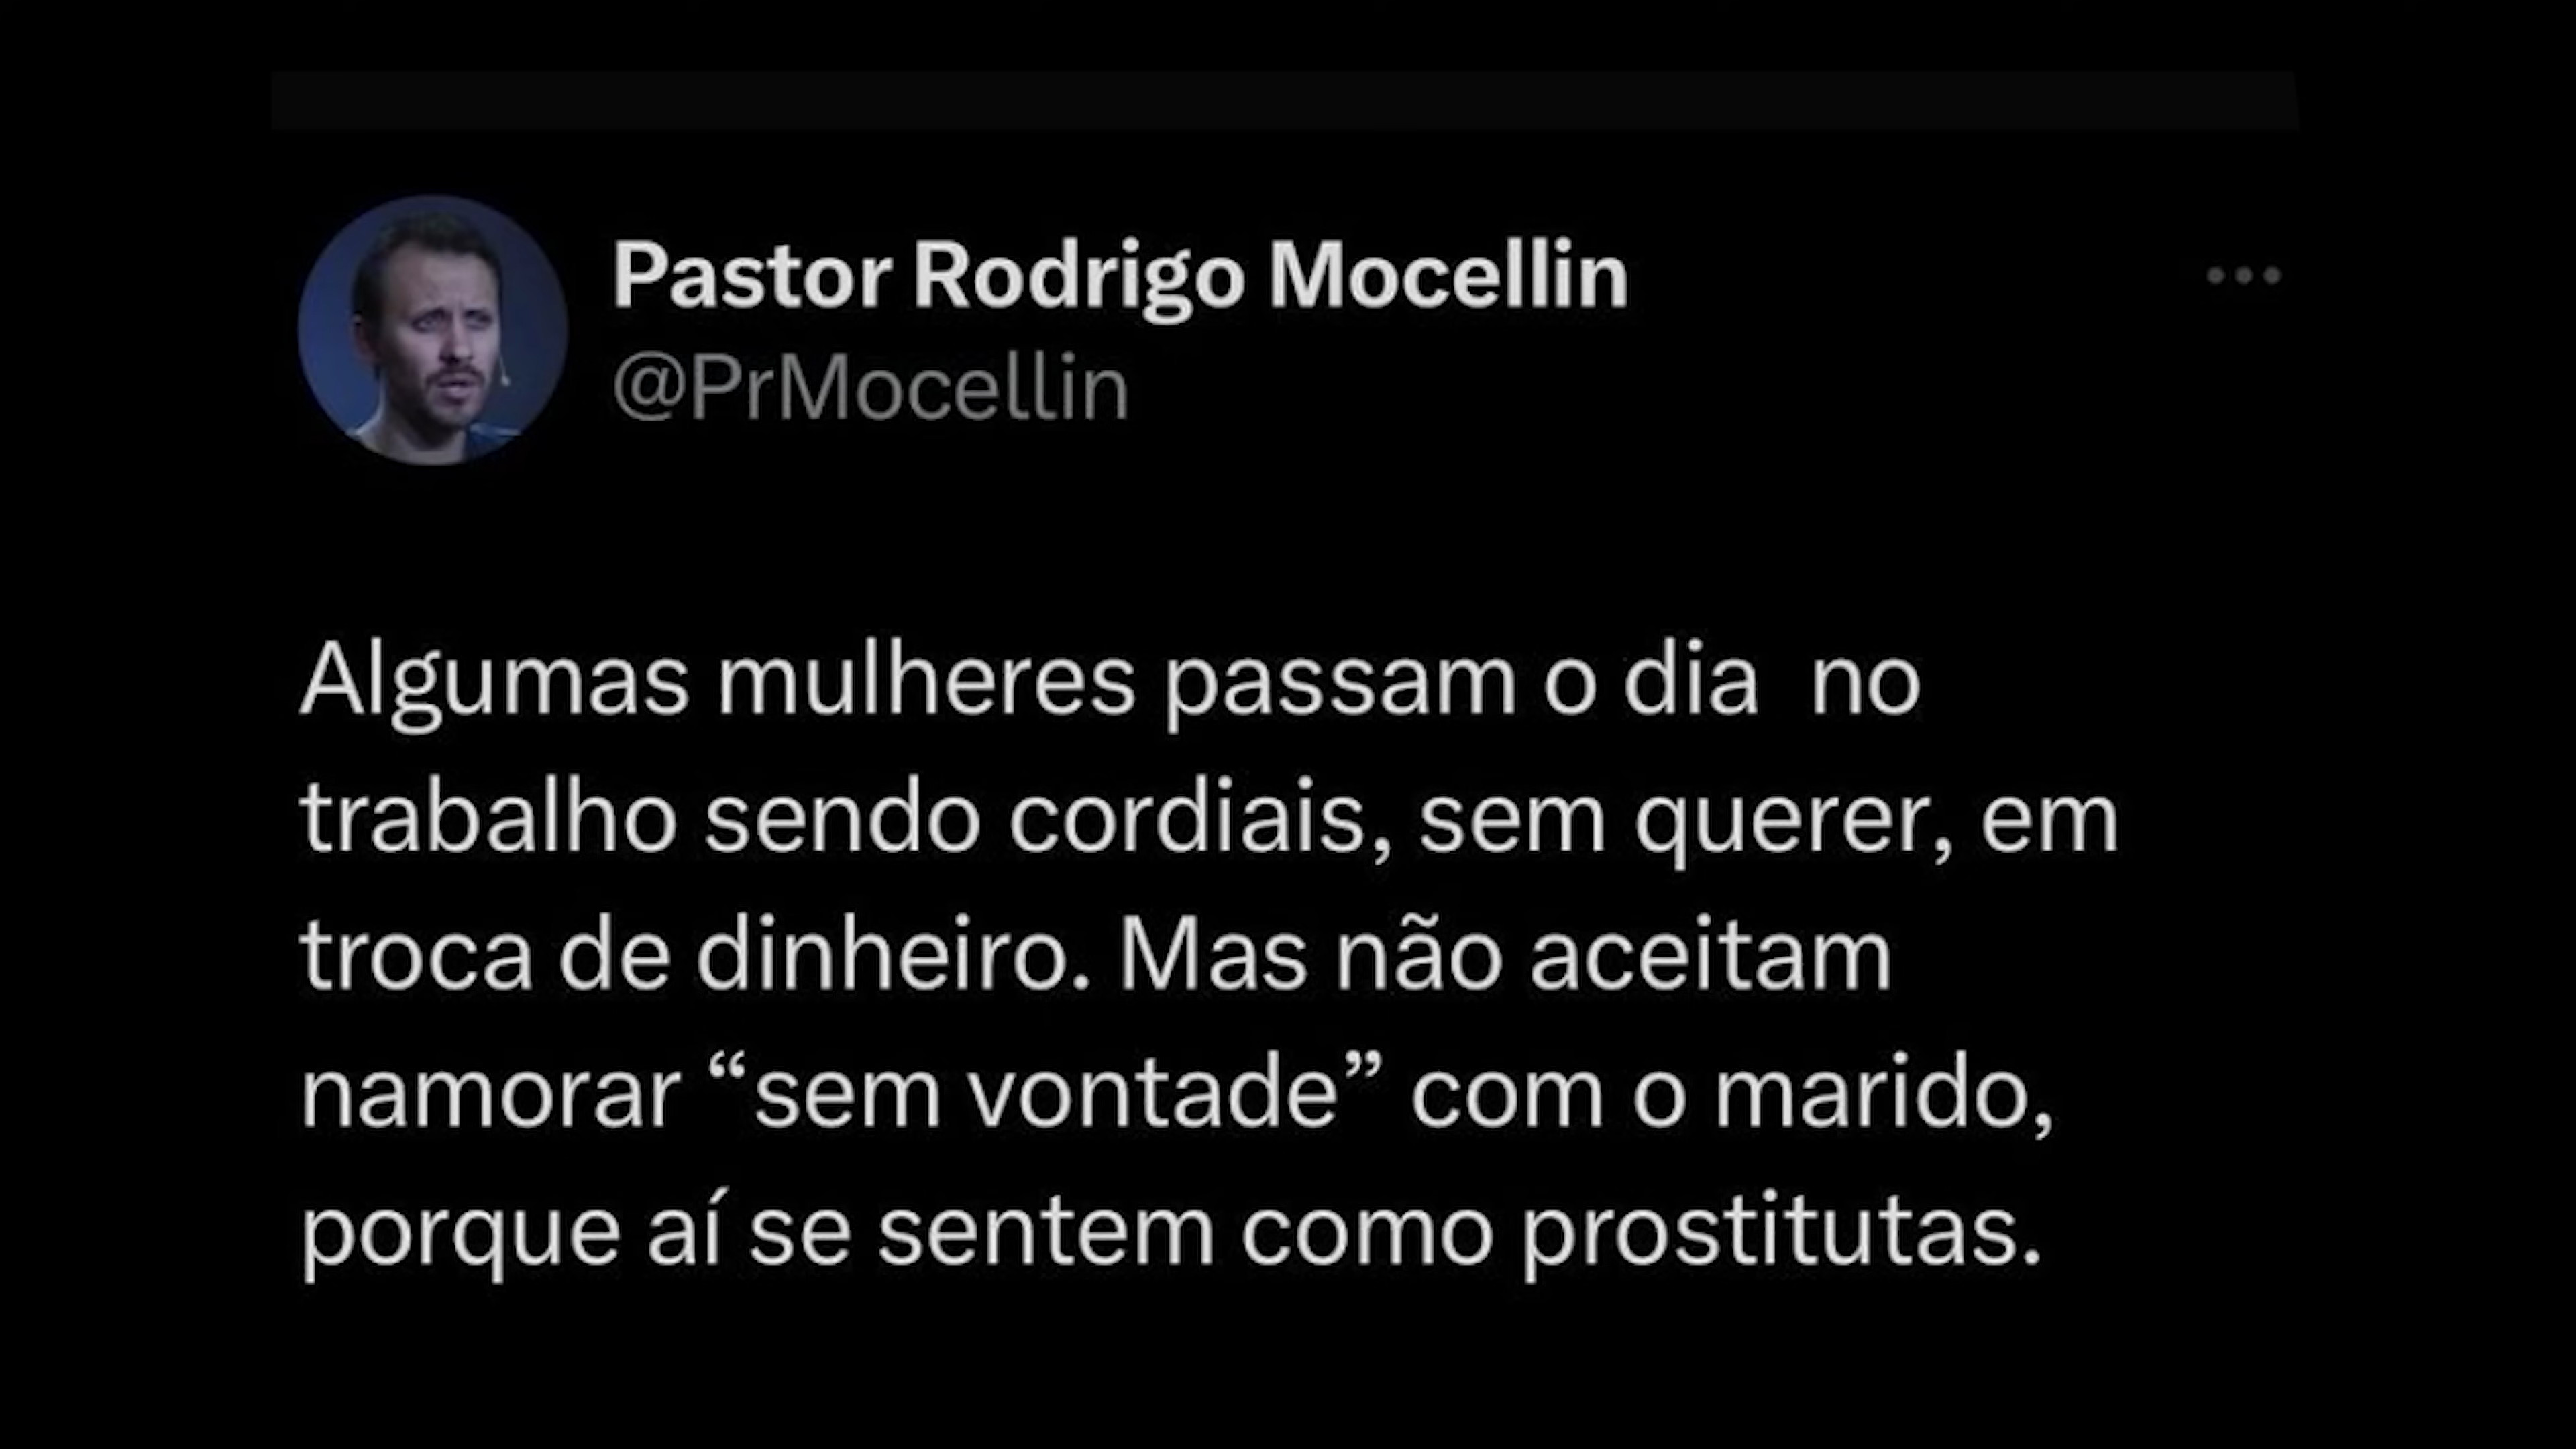 Pastor Rodrigo Mocellin
@PrMocellin
Algumas mulheres passam o dia  no
trabalho sendo cordiais, sem querer, em
troca de dinheiro. Mas não aceitam
namorar “sem vontade” com o marido,
porque aí se sentem como prostitutas.